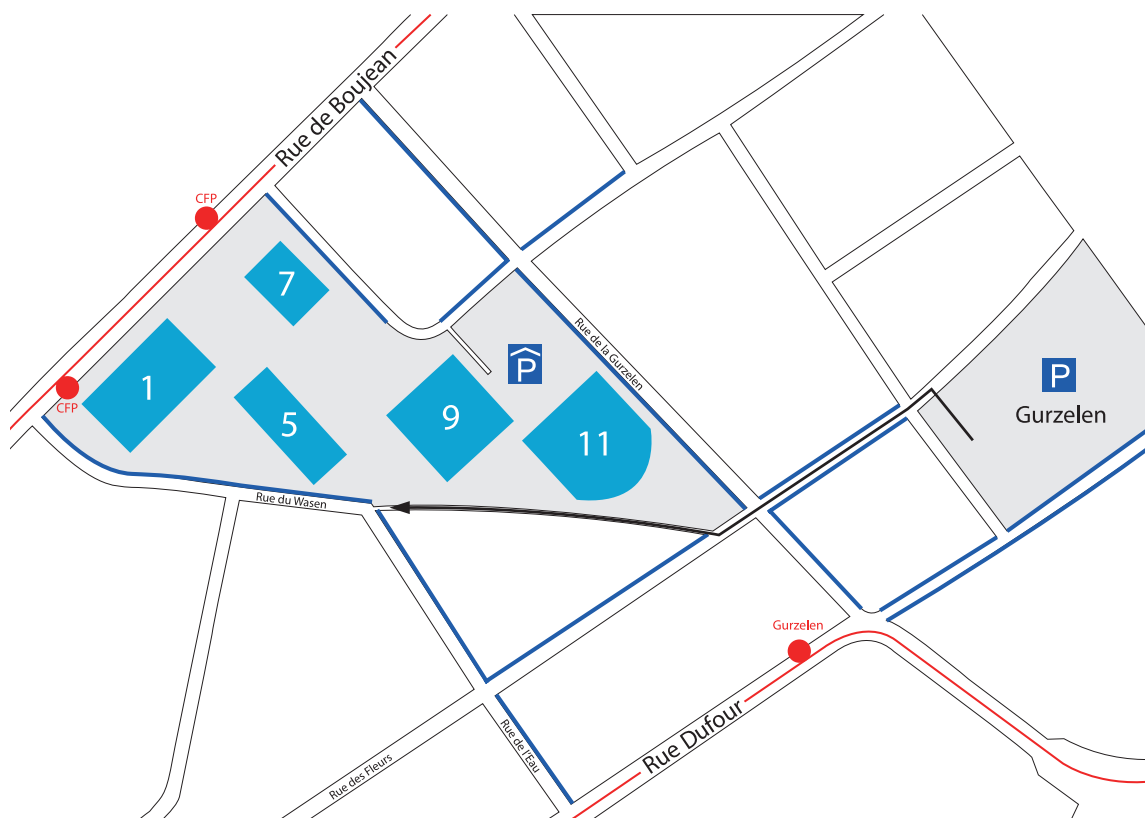 Rue de Boujean
CFP
7
Rue de la Gurzelen
P
P
Gurzelen
1
CFP
5
9
11
Rue du Wasen
Gurzelen
Rue Dufour
Rue de l'Eau
Rue des Fleurs